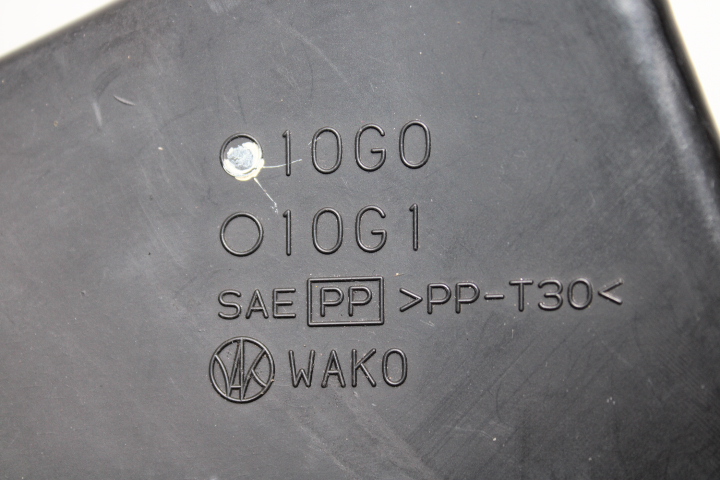 10G0
10G1
SAE PP >PP-T30<
WAKO